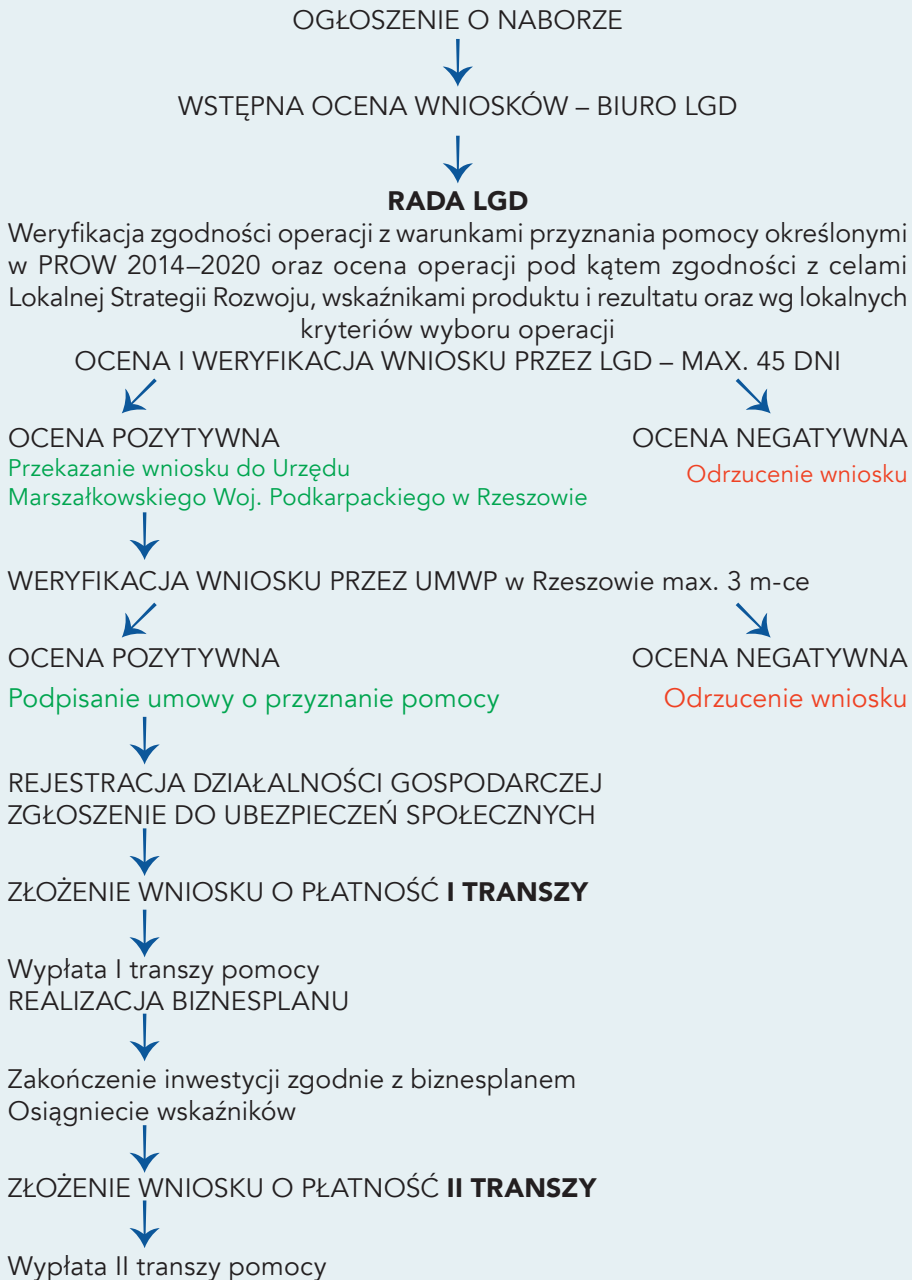 OGŁOSZENIE O NABORZE
WSTĘPNA OCENA WNIOSKÓW – BIURO LGD
RADA LGD
Weryfikacja zgodności operacji z warunkami przyznania pomocy określonymi
w PROW 2014–2020 oraz ocena operacji pod kątem zgodności z celami
Lokalnej Strategii Rozwoju, wskaźnikami produktu i rezultatu oraz wg lokalnych
kryteriów wyboru operacji
OCENA I WERYFIKACJA WNIOSKU PRZEZ LGD – MAX. 45 DNI
OCENA POZYTYWNA
Przekazanie wniosku do Urzędu
Marszałkowskiego Woj. Podkarpackiego w Rzeszowie
OCENA NEGATYWNA
Odrzucenie wniosku
WERYFIKACJA WNIOSKU PRZEZ UMWP w Rzeszowie max. 3 m-ce
OCENA POZYTYWNA
Podpisanie umowy o przyznanie pomocy
OCENA NEGATYWNA
Odrzucenie wniosku
REJESTRACJA DZIAŁALNOŚCI GOSPODARCZEJ
ZGŁOSZENIE DO UBEZPIECZEŃ SPOŁECZNYCH
ZŁOŻENIE WNIOSKU O PŁATNOŚĆ I TRANSZY
Wypłata I transzy pomocy
REALIZACJA BIZNESPLANU
Zakończenie inwestycji zgodnie z biznesplanem
Osiągniecie wskaźników
ZŁOŻENIE WNIOSKU O PŁATNOŚĆ II TRANSZY
Wypłata II transzy pomocy